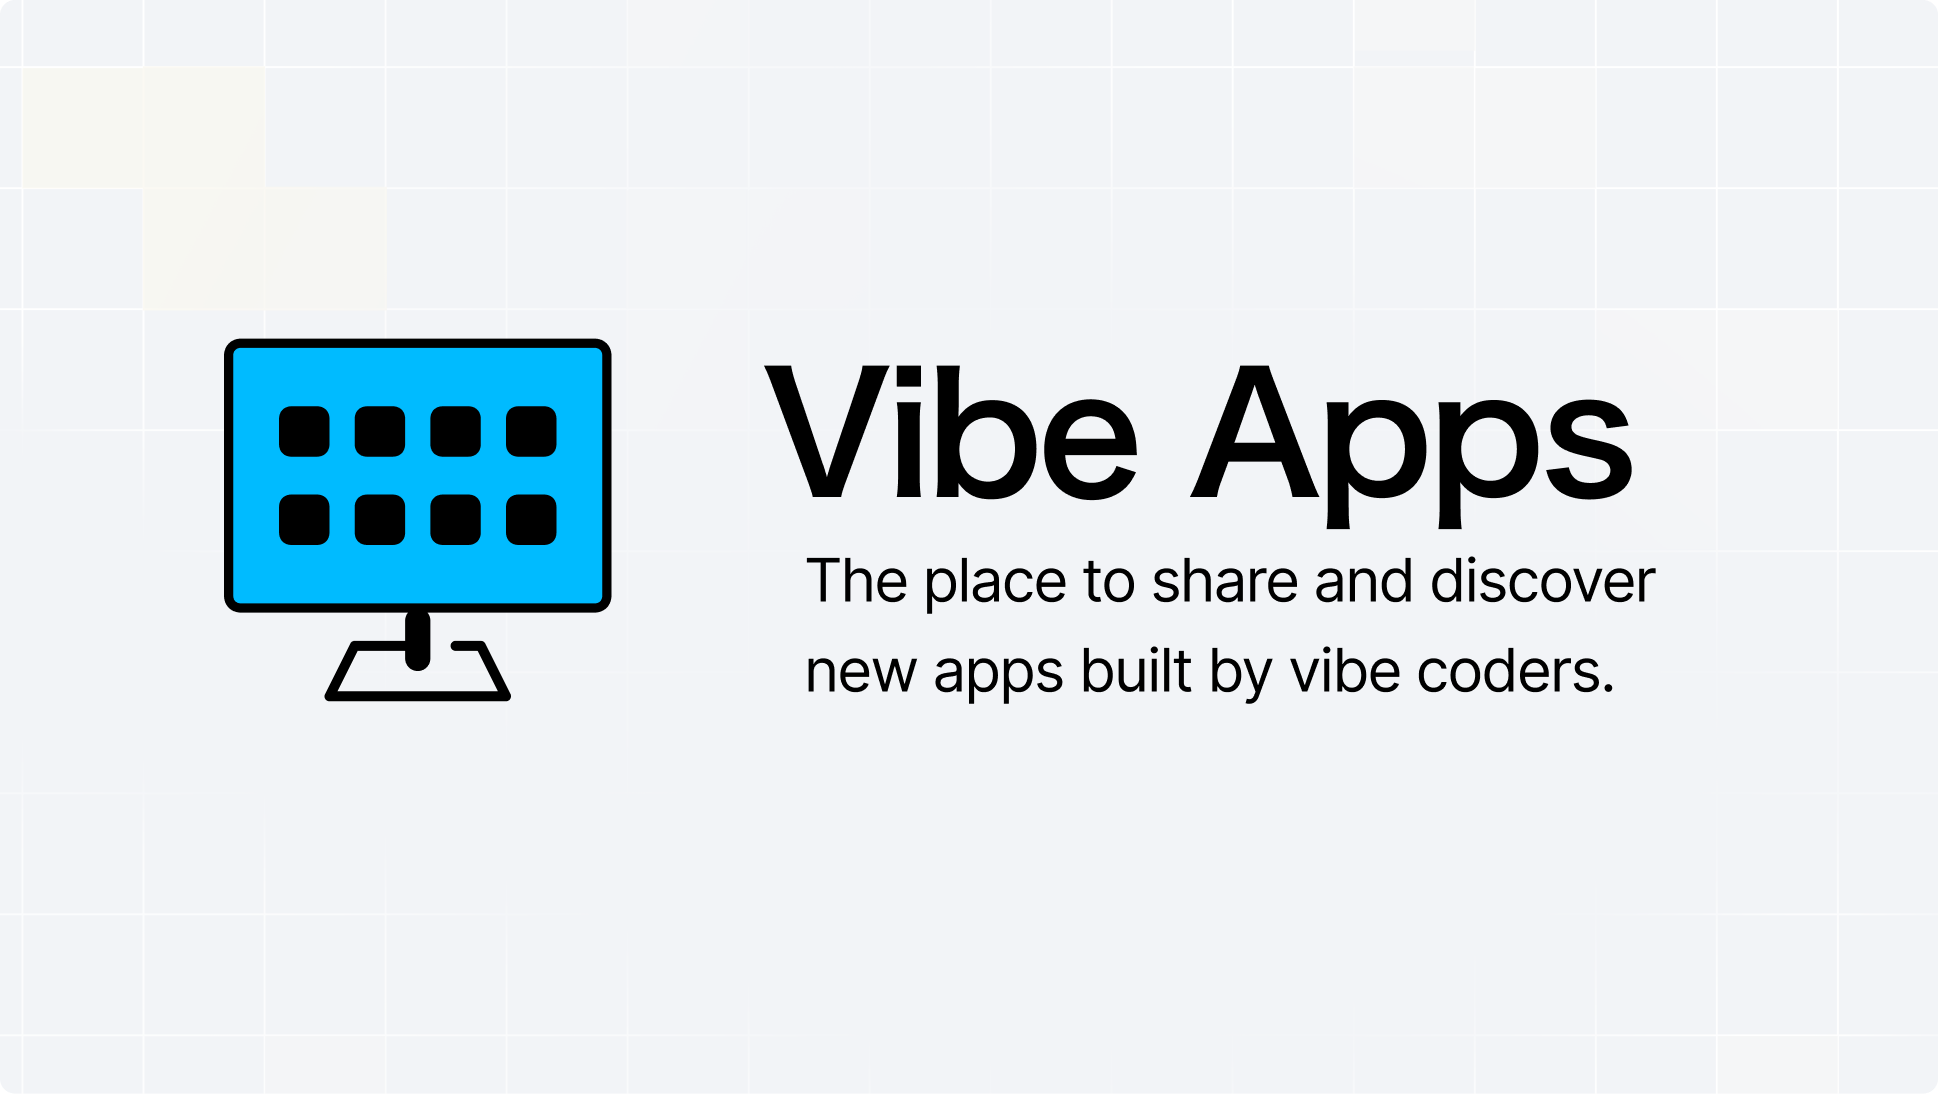 Vibe Apps
The place to share and discover
new apps built by vibe coders.